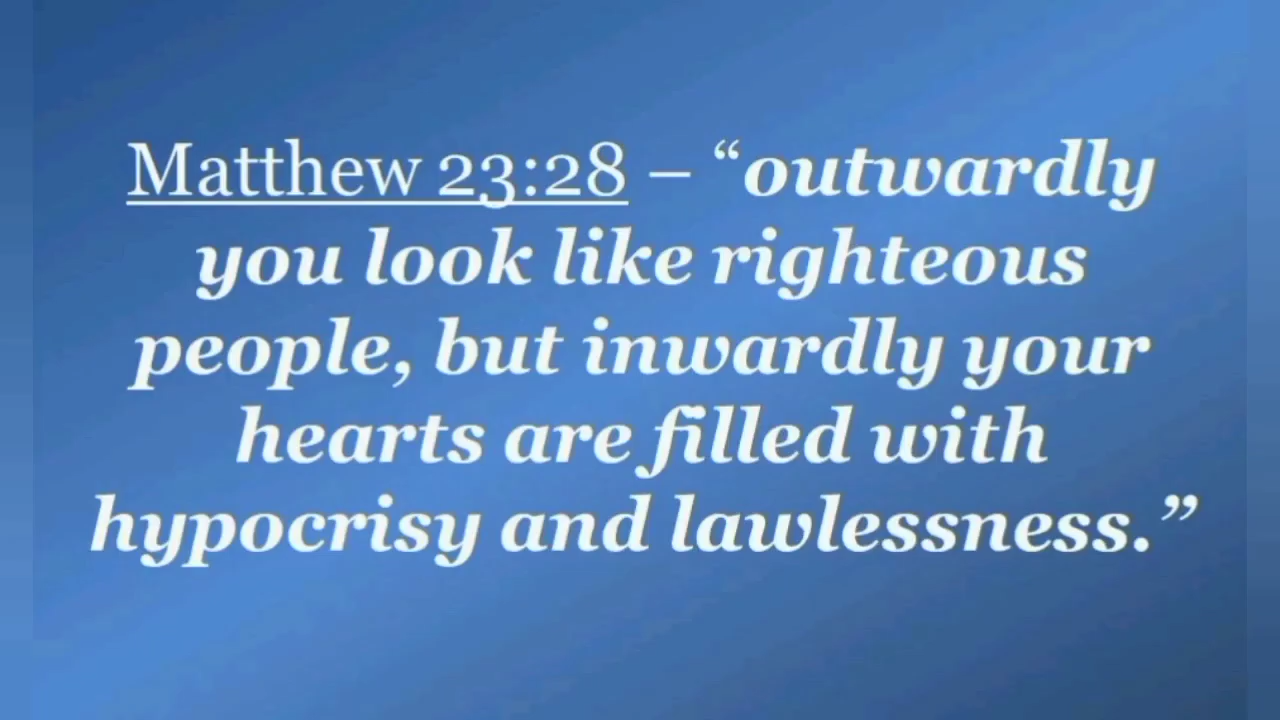 Matthew 23:28 – “outwardly
you look like righteous
people, but inwardly your
hearts are filled with
hypocrisy and lawlessness.”